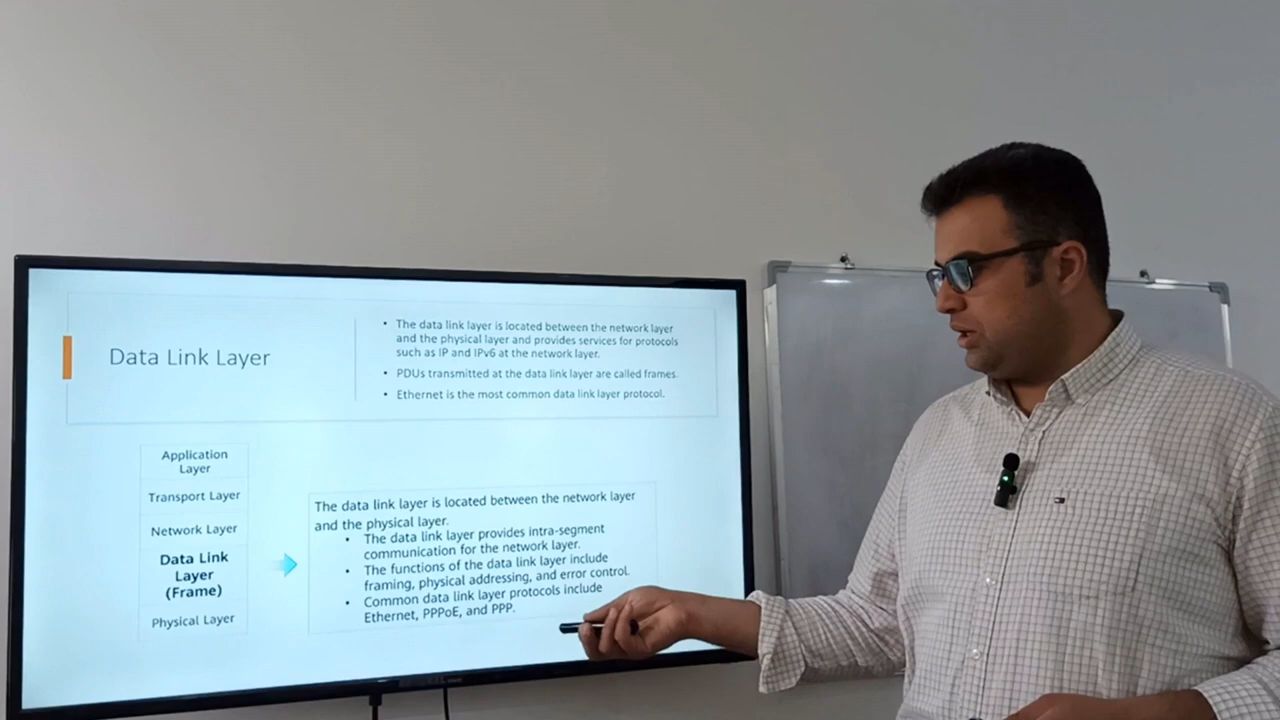 Data Link Layer
• The data link layer is located between the network layer
and the physical layer and provides services for protocols
such as IP and IPv6 at the network layer.
• PDUs transmitted at the data link layer are called frames.
• Ethernet is the most common data link layer protocol.
Application
Layer
Transport Layer
Network Layer
Data Link
Layer
(Frame)
Physical Layer
The data link layer is located between the network layer
and the physical layer.
• The data link layer provides intra-segment
communication for the network layer.
• The functions of the data link layer include
framing, physical addressing, and error control.
• Common data link layer protocols include
Ethernet, PPPoE, and PPP.